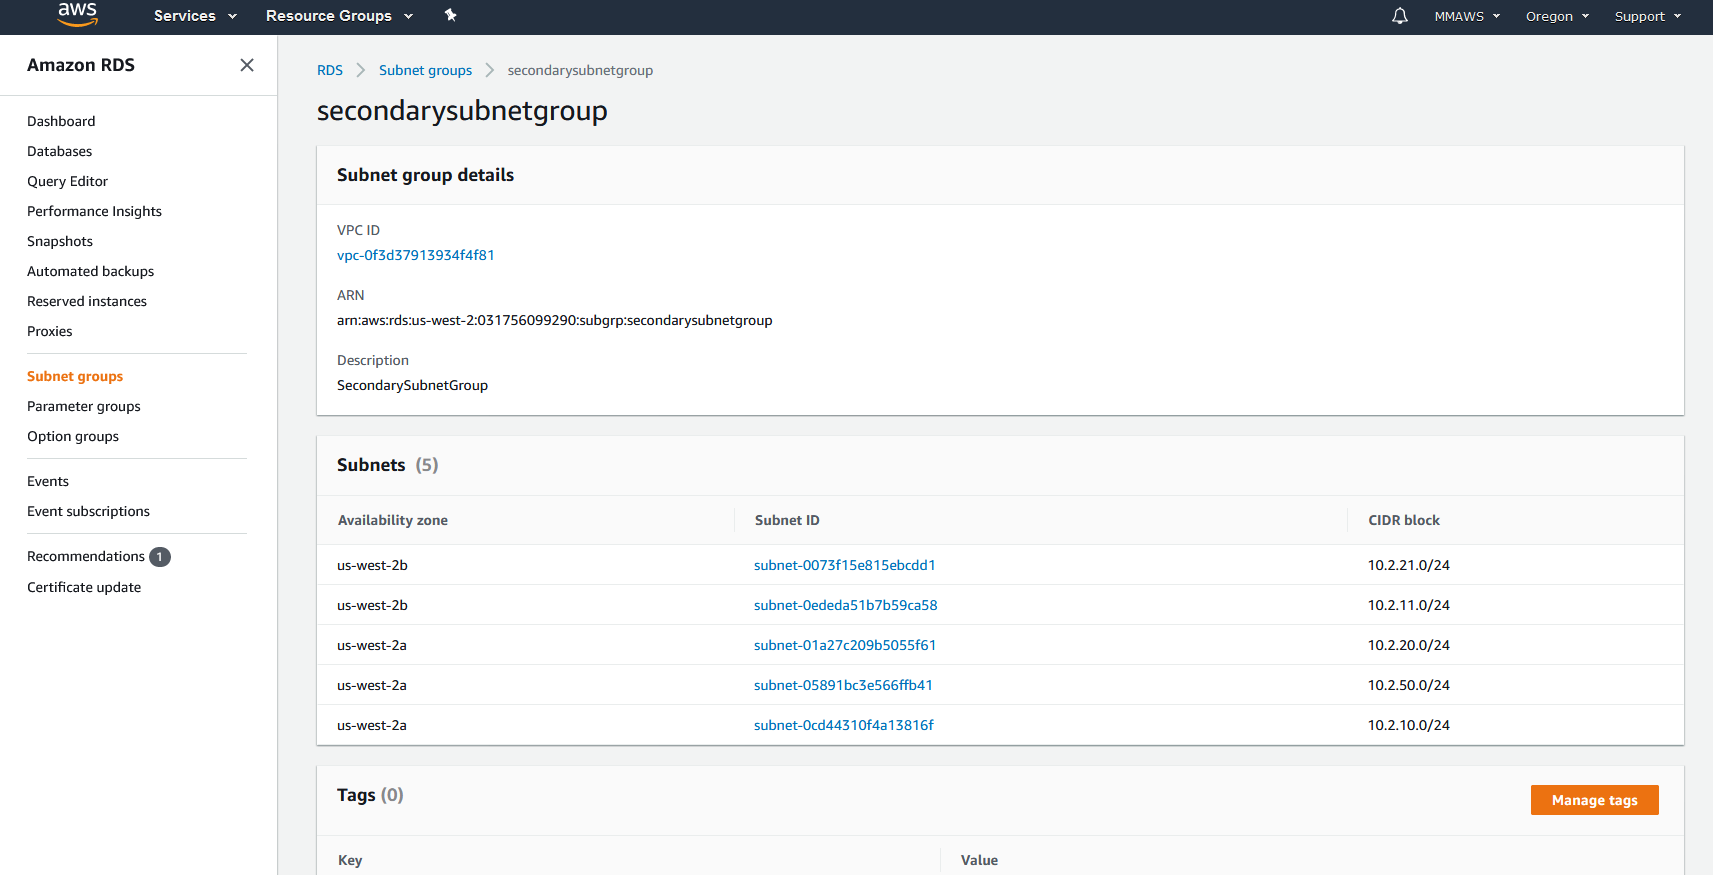 aws Services Resource Groups MMAWS Oregon Support
Amazon RDS
Dashboard
Databases
Query Editor
Performance Insights
Snapshots
Automated backups
Reserved instances
Proxies
Subnet groups
Parameter groups
Option groups
Events
Event subscriptions
Recommendations 1
Certificate update
RDS Subnet groups secondarysubnetgroup
secondarysubnetgroup
Subnet group details
VPC ID
vpc-0f3d37913934f4f81
ARN
arn:aws:rds:us-west-2:031756099290:subgrp:secondarysubnetgroup
Description
SecondarySubnetGroup
Subnets (5)
Availability zone Subnet ID CIDR block
us-west-2b subnet-0073f15e815ebcdd1 10.2.21.0/24
us-west-2b subnet-0ededa51b7b59ca58 10.2.11.0/24
us-west-2a subnet-01a27c209b5055f61 10.2.20.0/24
us-west-2a subnet-05891bc3e566ffb41 10.2.50.0/24
us-west-2a subnet-0cd44310f4a13816f 10.2.10.0/24
Tags (0)
Manage tags
Key Value